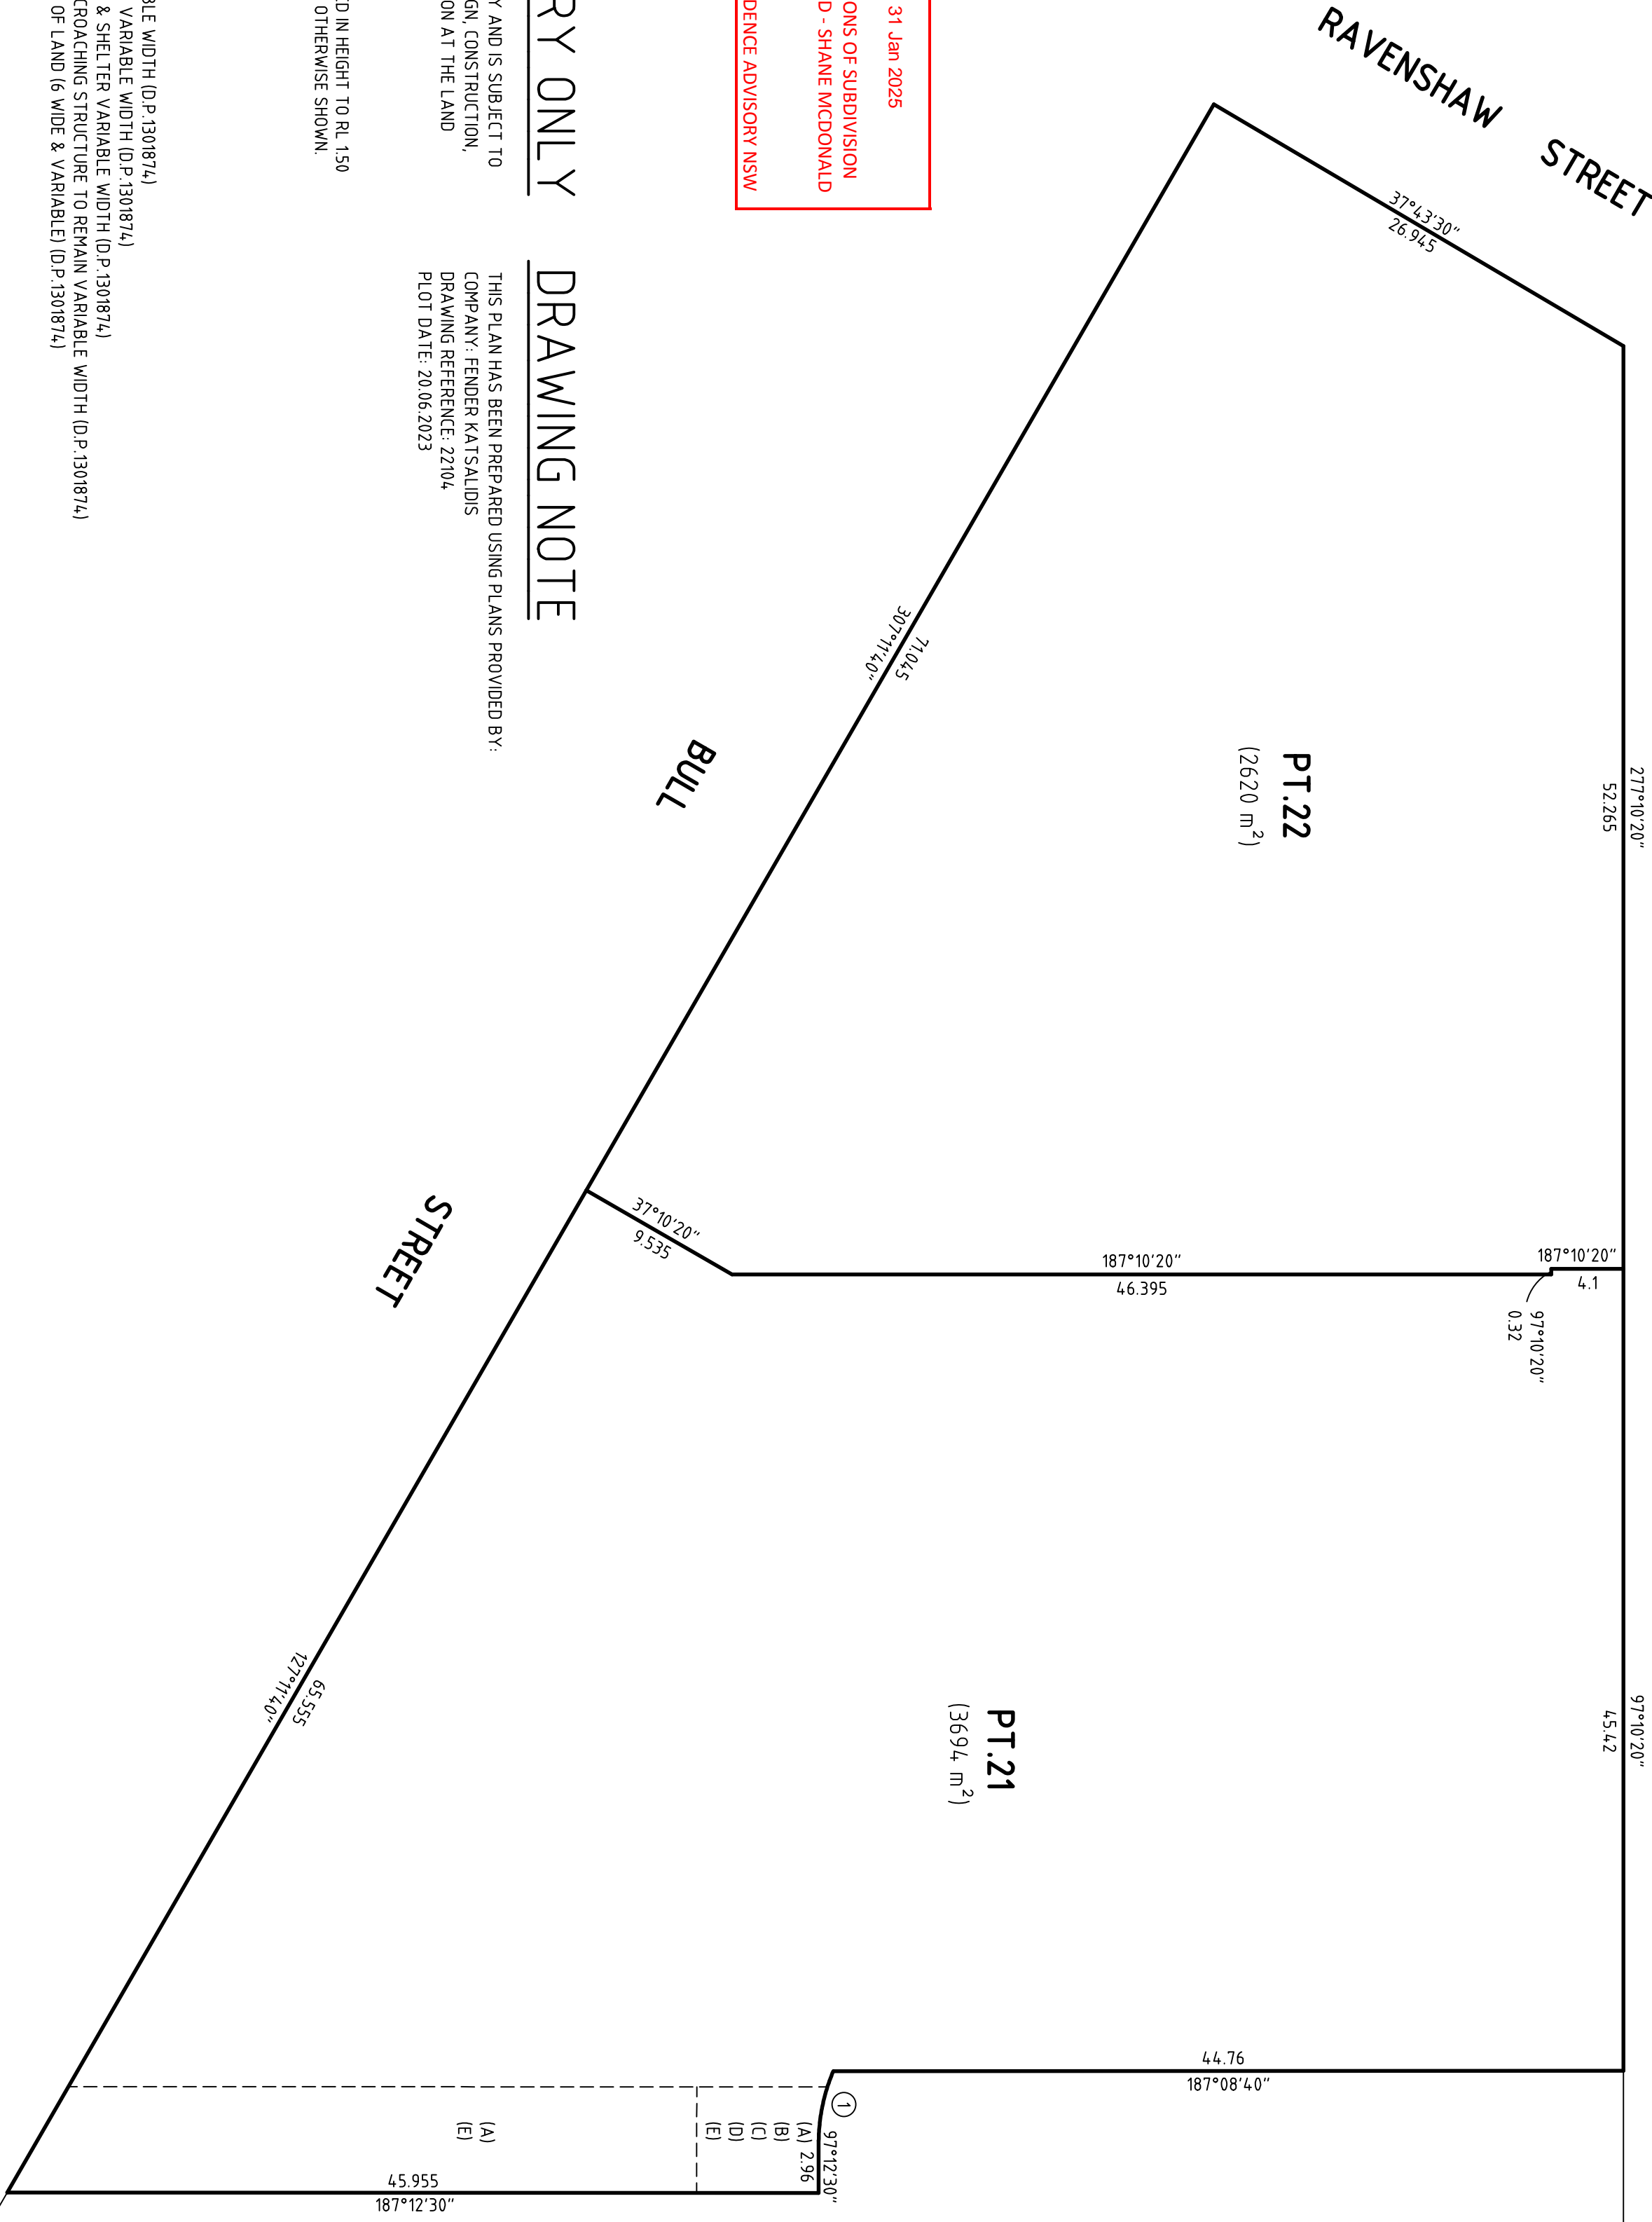 RAVENSHAW STREET
31 Jan 2025
ONS OF SUBDIVISION
D - SHANE MCDONALD
DENCE ADVISORY NSW
RY ONLY
Y AND IS SUBJECT TO
GN, CONSTRUCTION,
ON AT THE LAND
ED IN HEIGHT TO RL 1.50
OTHERWISE SHOWN.
BLE WIDTH (D.P.1301874)
VARIABLE WIDTH (D.P.1301874)
& SHELTER VARIABLE WIDTH (D.P.1301874)
CROACHING STRUCTURE TO REMAIN VARIABLE WIDTH (D.P.1301874)
OF LAND (6 WIDE & VARIABLE) (D.P.1301874)
DRAWING NOTE
THIS PLAN HAS BEEN PREPARED USING PLANS PROVIDED BY:
COMPANY: FENDER KATSALIDIS
DRAWING REFERENCE: 22104
PLOT DATE: 20.06.2023
37°43'30"
26.945
277°10'20"
52.265
PT.22
(2620 m²)
71.045
307°11'40"
BULL STREET
37°10'20"
9.535
187°10'20"
46.395
187°10'20"
4.1
97°10'20"
0.32
97°10'20"
45.42
PT.21
(3694 m²)
65.555
127°11'40"
44.76
187°08'40"
1
97°12'30"
(A) 2.96
(B)
(C)
(D)
(E)
(A)
(E)
45.955
187°12'30"